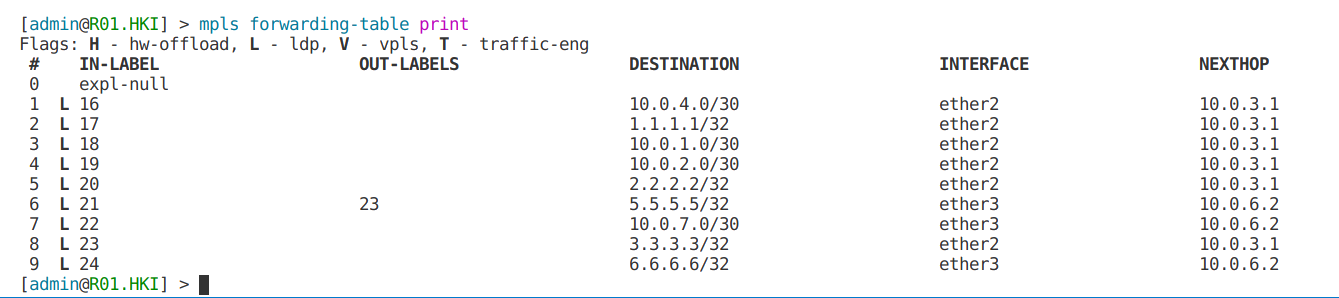 [admin@R01.HKI] > mpls forwarding-table print
Flags: H - hw-offload, L - ldp, V - vpls, T - traffic-eng
#    IN-LABEL    OUT-LABELS    DESTINATION    INTERFACE    NEXTHOP
0    expl-null
1  L 16    10.0.4.0/30    ether2    10.0.3.1
2  L 17    1.1.1.1/32    ether2    10.0.3.1
3  L 18    10.0.1.0/30    ether2    10.0.3.1
4  L 19    10.0.2.0/30    ether2    10.0.3.1
5  L 20    2.2.2.2/32    ether2    10.0.3.1
6  L 21    23    5.5.5.5/32    ether3    10.0.6.2
7  L 22    10.0.7.0/30    ether3    10.0.6.2
8  L 23    3.3.3.3/32    ether2    10.0.3.1
9  L 24    6.6.6.6/32    ether3    10.0.6.2
[admin@R01.HKI] >